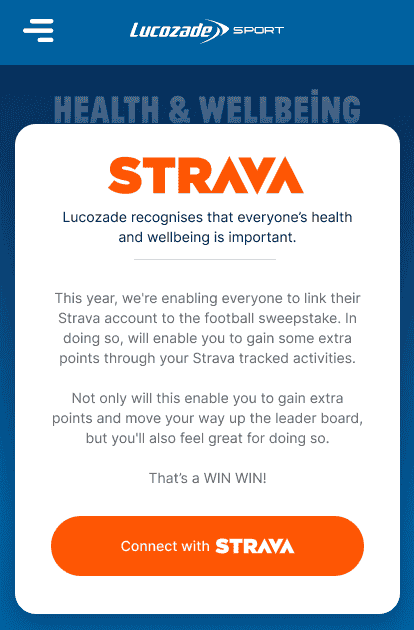 Lucozade SPORT
HEALTH & WELLBEING
STRAVA
Lucozade recognises that everyone's health
and wellbeing is important.
This year, we're enabling everyone to link their
Strava account to the football sweepstake. In
doing so, will enable you to gain some extra
points through your Strava tracked activities.
Not only will this enable you to gain extra
points and move your way up the leader board,
but you'll also feel great for doing so.
That's a WIN WIN!
Connect with STRAVA